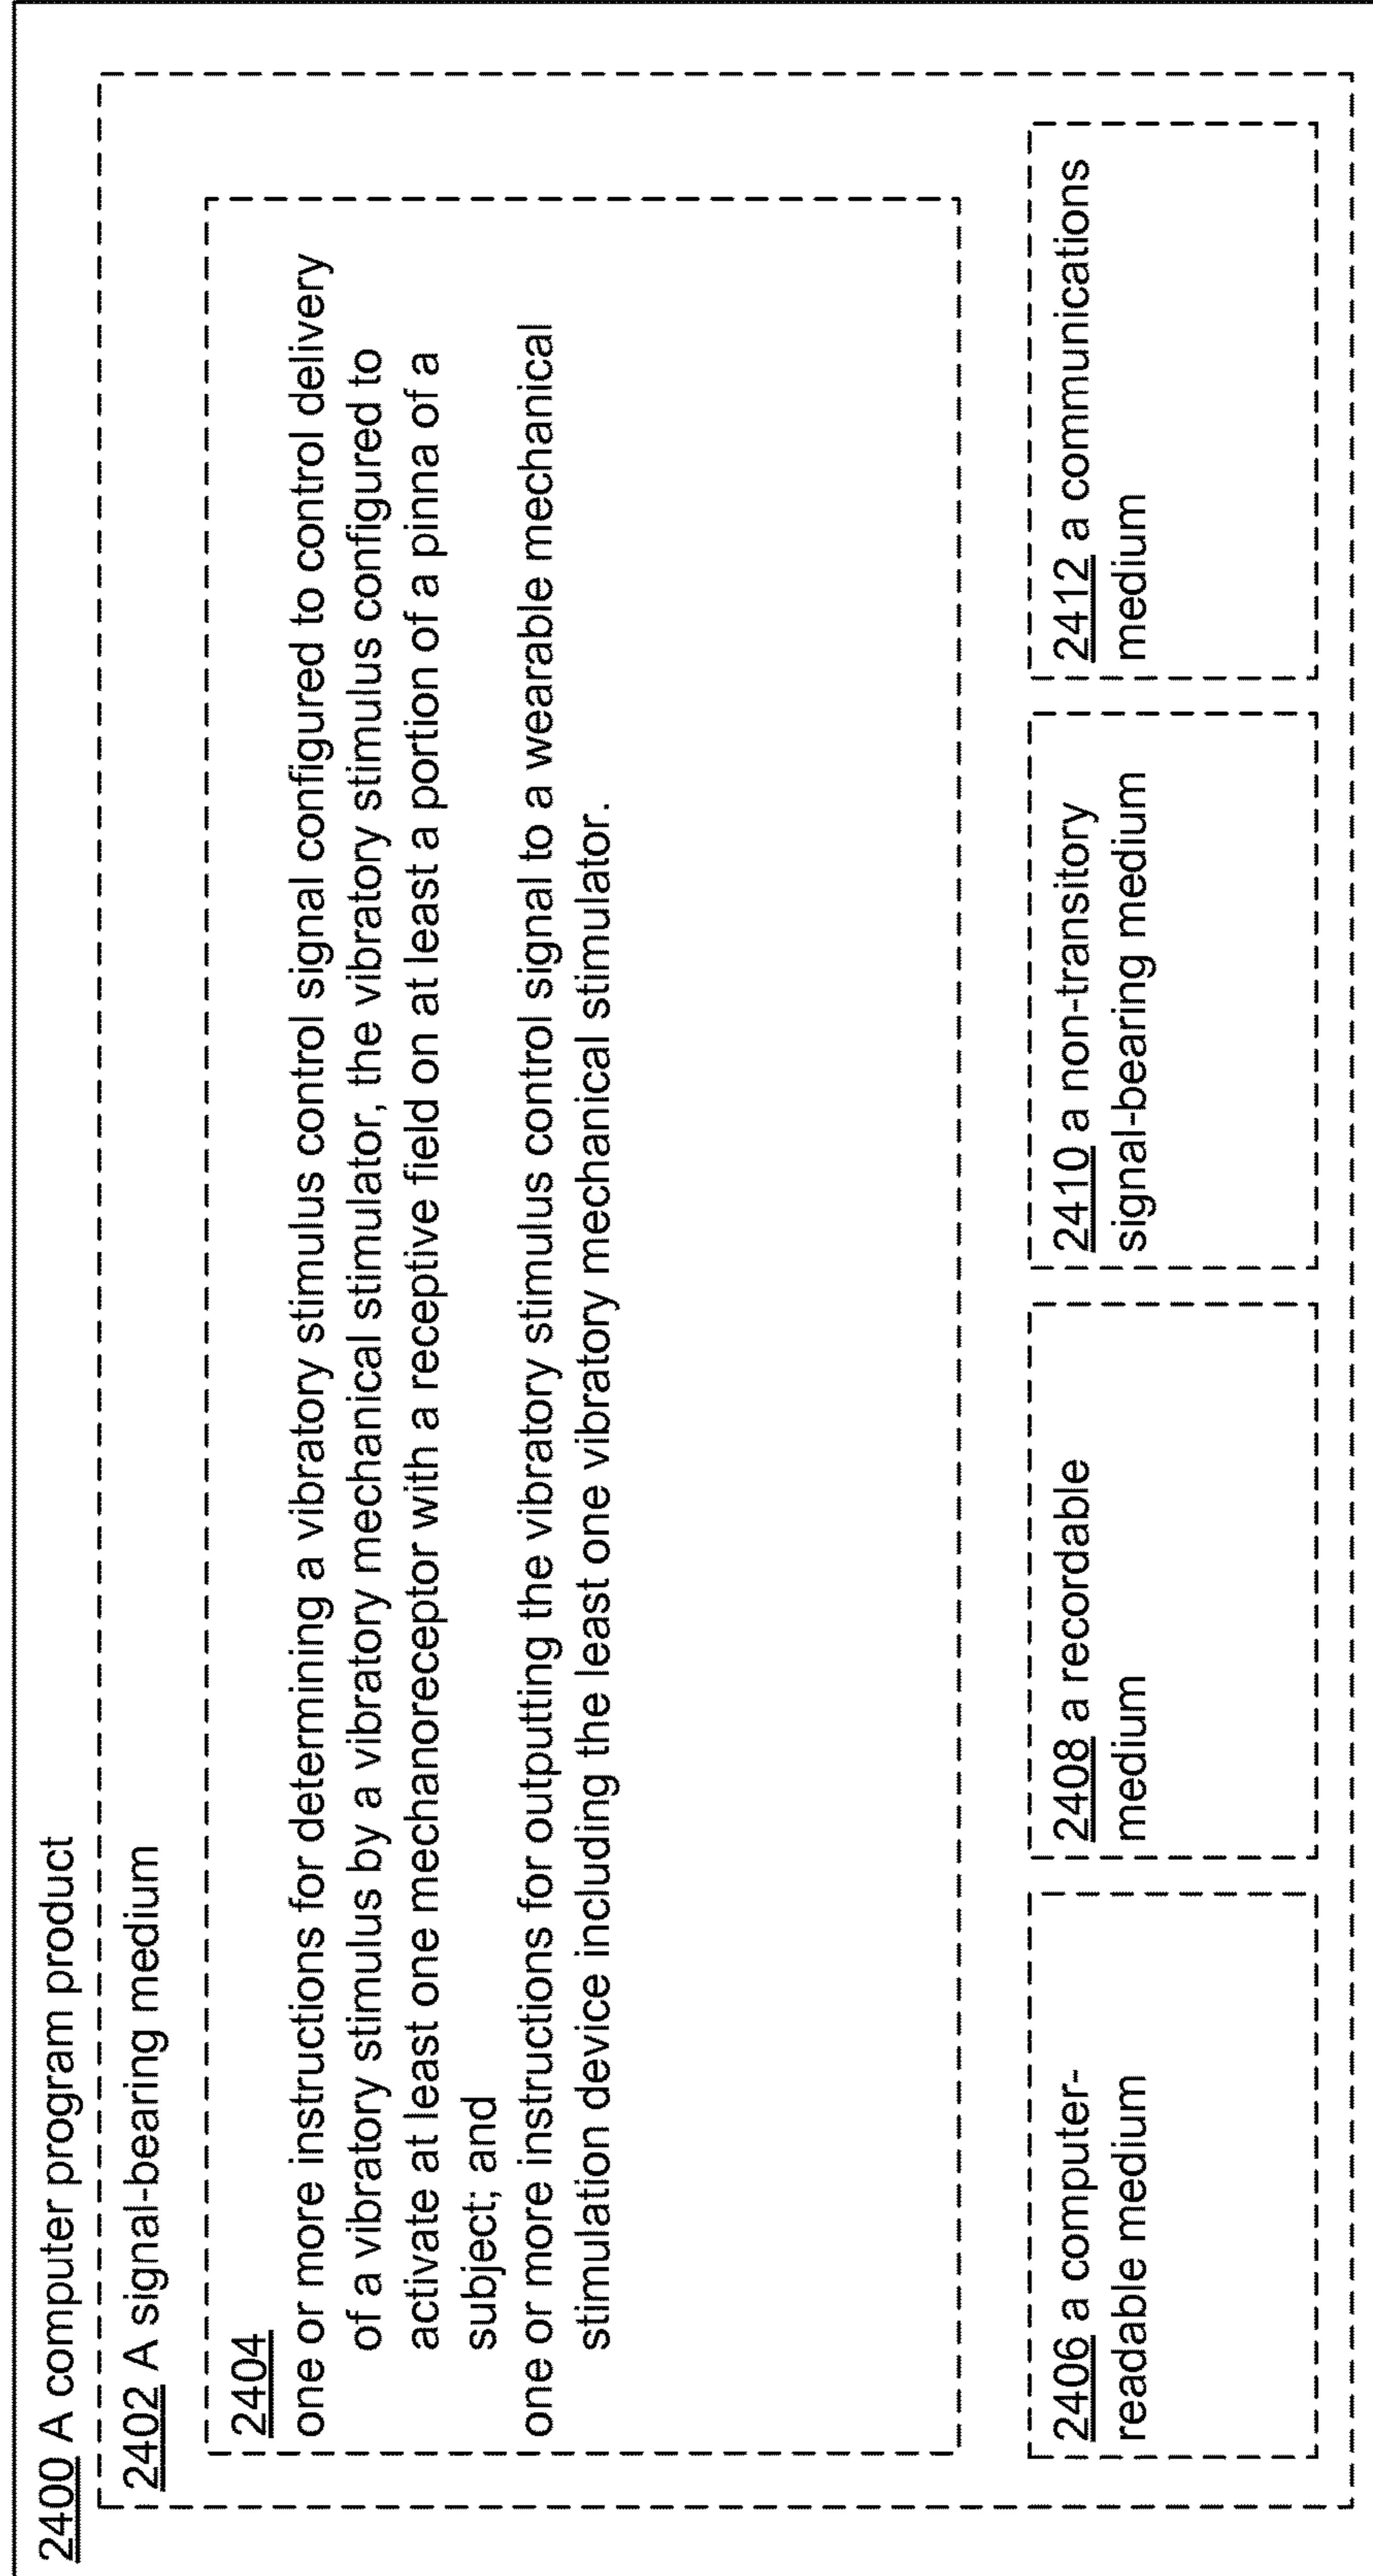 2400 A computer program product
2402 A signal-bearing medium
2404
one or more instructions for determining a vibratory stimulus control signal configured to control delivery
of a vibratory stimulus by a vibratory mechanical stimulator, the vibratory stimulus configured to
activate at least one mechanoreceptor with a receptive field on at least a portion of a pinna of a
subject; and
one or more instructions for outputting the vibratory stimulus control signal to a wearable mechanical
stimulation device including the least one vibratory mechanical stimulator.
2406 a computer-
readable medium
2408 a recordable
medium
2410 a non-transitory
signal-bearing medium
2412 a communications
medium